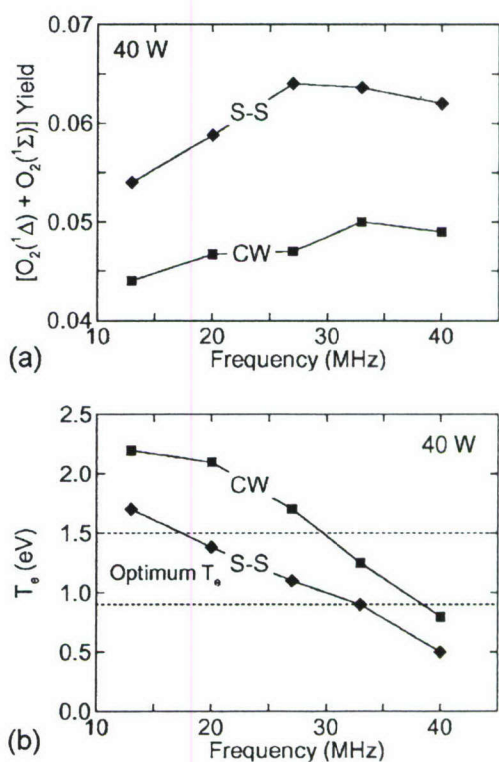 0.07
40 W
0.06
S-S
0.05
CW
0.04
10 20 30 40
[O₂(¹Δ) + O₂(¹Σ)] Yield
(a) Frequency (MHz)
2.5
40 W
2.0
CW
1.5
Optimum Tₑ S-S
1.0
0.5
0.0
10 20 30 40
Tₑ (eV)
(b) Frequency (MHz)